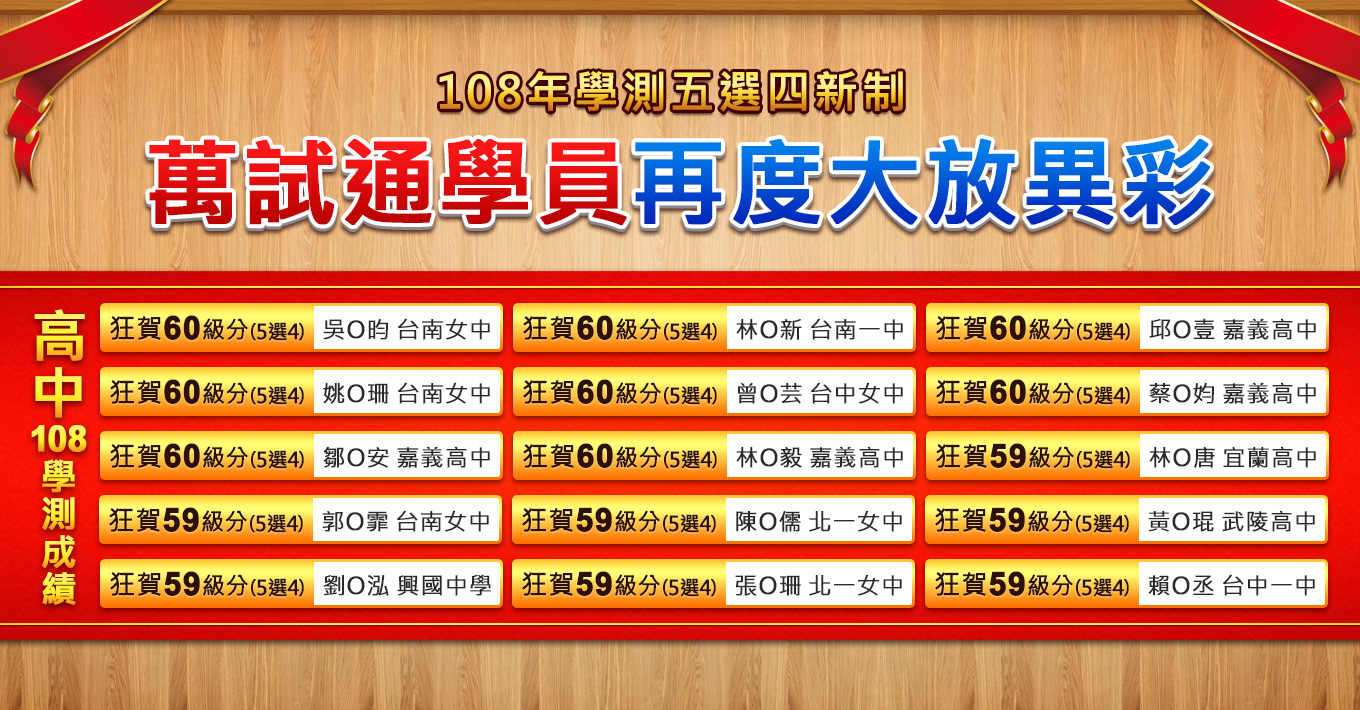 108年學測五選四新制
萬試通學員再度大放異彩
高中108學測成績
狂賀60級分(5選4) 吳O昀 台南女中
狂賀60級分(5選4) 林O新 台南一中
狂賀60級分(5選4) 邱O壹 嘉義高中
狂賀60級分(5選4) 姚O珊 台南女中
狂賀60級分(5選4) 曾O芸 台中女中
狂賀60級分(5選4) 蔡O妁 嘉義高中
狂賀60級分(5選4) 鄒O安 嘉義高中
狂賀60級分(5選4) 林O毅 嘉義高中
狂賀59級分(5選4) 林O唐 宜蘭高中
狂賀59級分(5選4) 郭O霏 台南女中
狂賀59級分(5選4) 陳O儒 北一女中
狂賀59級分(5選4) 黃O琨 武陵高中
狂賀59級分(5選4) 劉O泓 興國中學
狂賀59級分(5選4) 張O珊 北一女中
狂賀59級分(5選4) 賴O丞 台中一中